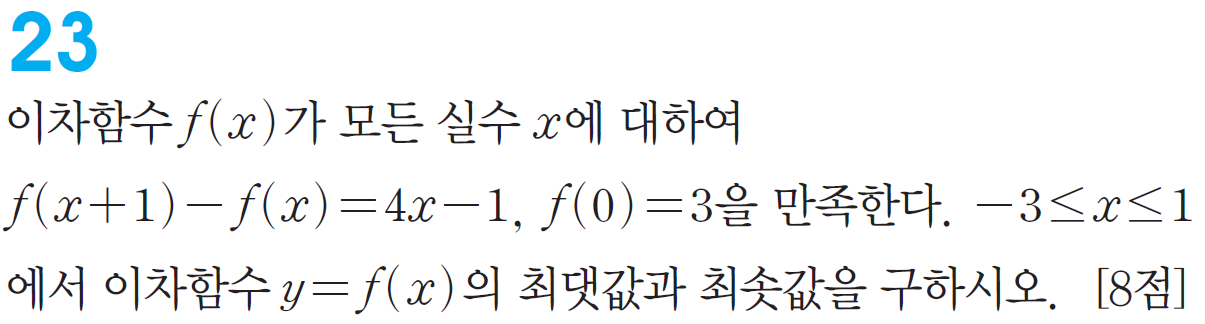 23
이차함수 f(x)가 모든 실수 x에 대하여
f(x+1)-f(x)=4x-1, f(0)=3을 만족한다. -3≤x≤1
에서 이차함수 y=f(x)의 최댓값과 최솟값을 구하시오. [8점]